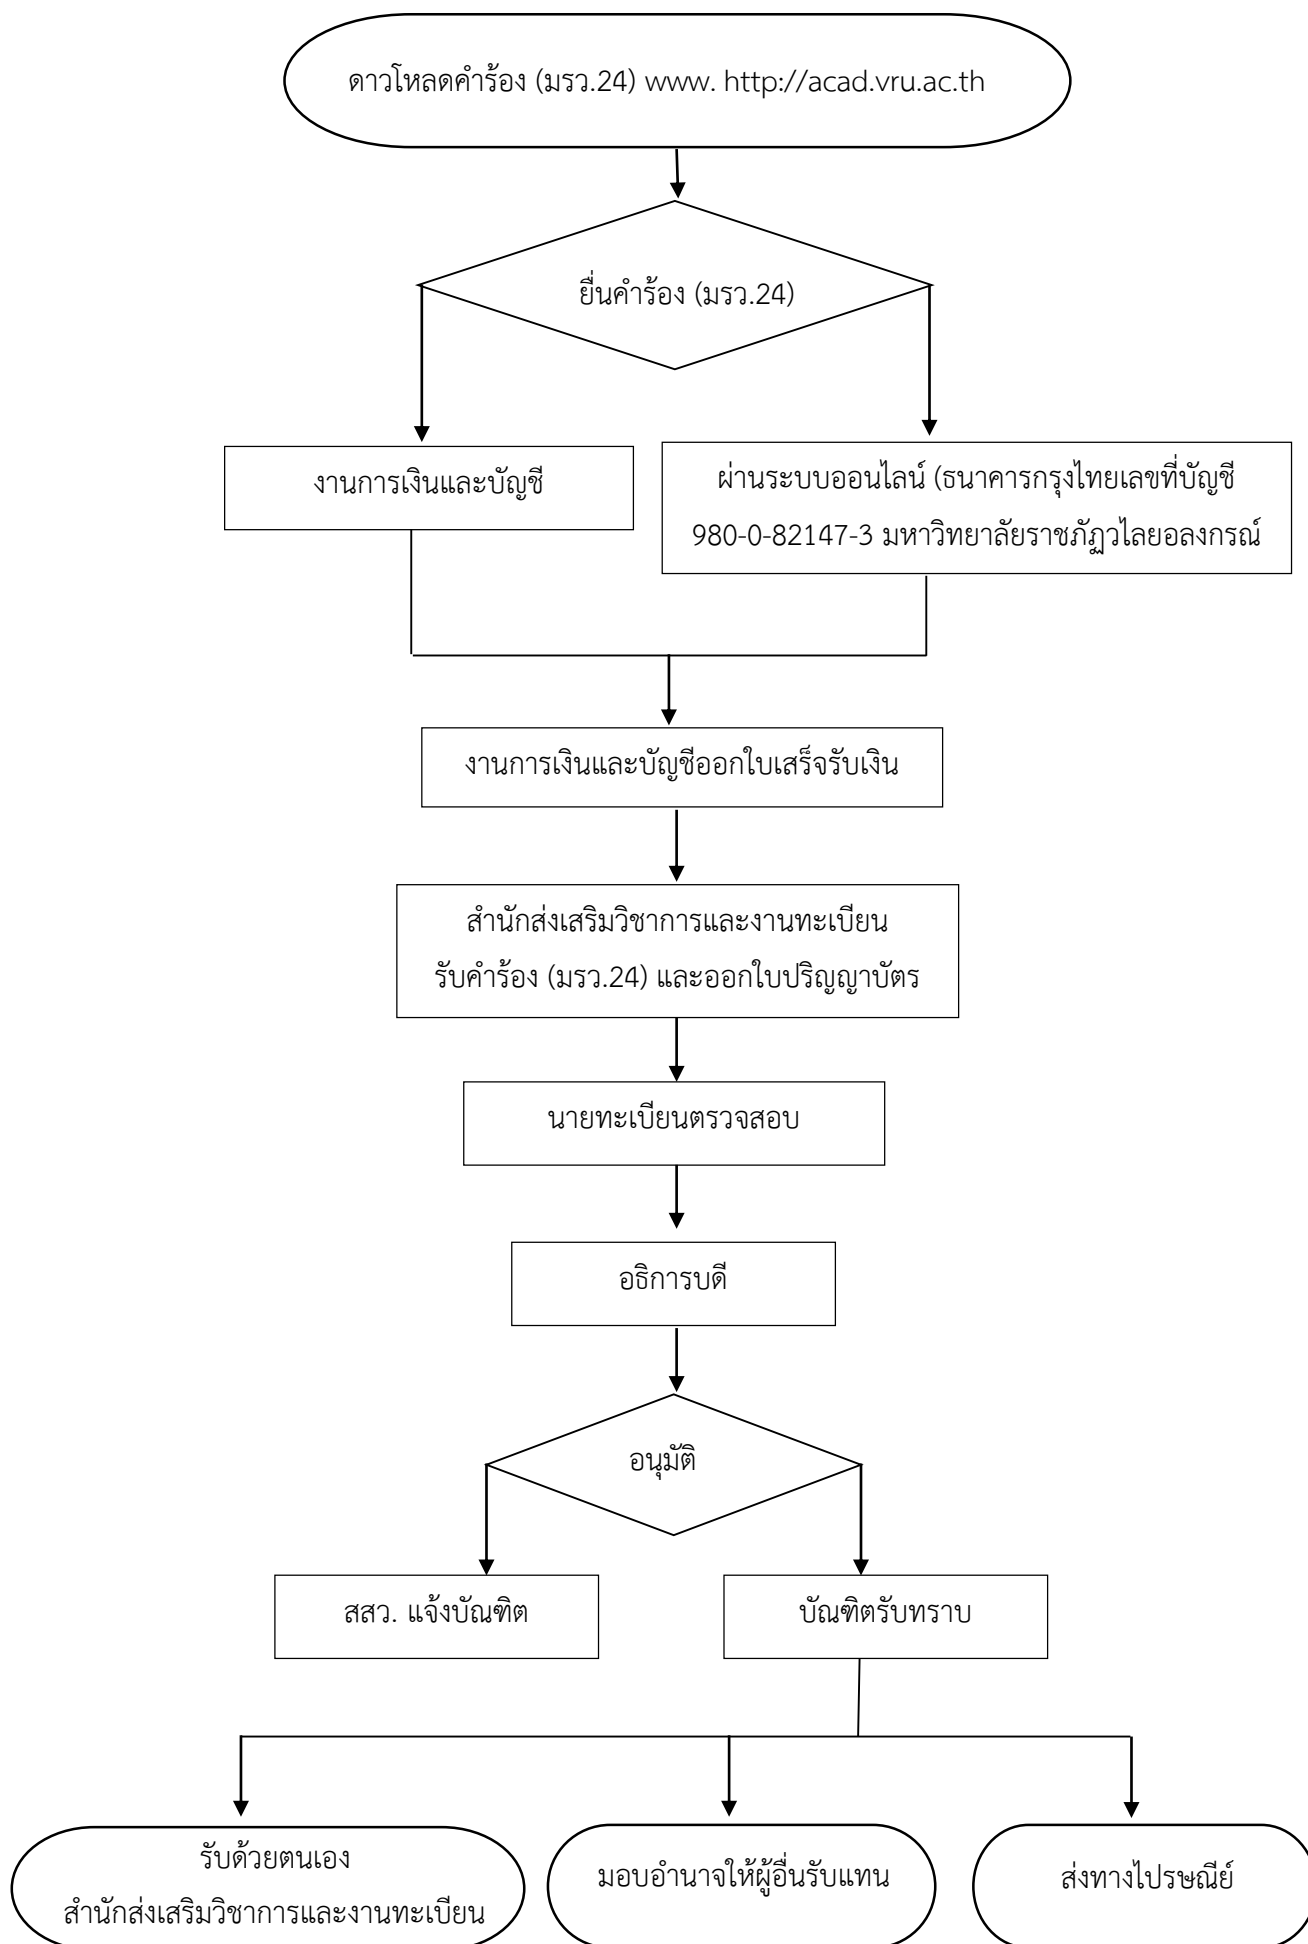 ดาวโหลดคำร้อง (มรว.24) www. http://acad.vru.ac.th
ยื่นคำร้อง (มรว.24)
งานการเงินและบัญชี
ผ่านระบบออนไลน์ (ธนาคารกรุงไทยเลขที่บัญชี
980-0-82147-3 มหาวิทยาลัยราชภัฏวไลยอลงกรณ์
งานการเงินและบัญชีออกใบเสร็จรับเงิน
สำนักส่งเสริมวิชาการและงานทะเบียน
รับคำร้อง (มรว.24) และออกใบปริญญาบัตร
นายทะเบียนตรวจสอบ
อธิการบดี
อนุมัติ
สสว. แจ้งบัณฑิต
บัณฑิตรับทราบ
รับด้วยตนเอง
สำนักส่งเสริมวิชาการและงานทะเบียน
มอบอำนาจให้ผู้อื่นรับแทน
ส่งทางไปรษณีย์